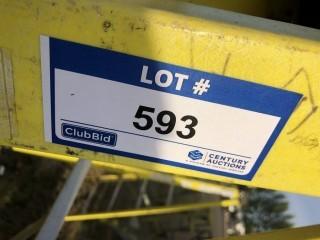 LOT #
593
ClubBid
CENTURY
AUCTIONS